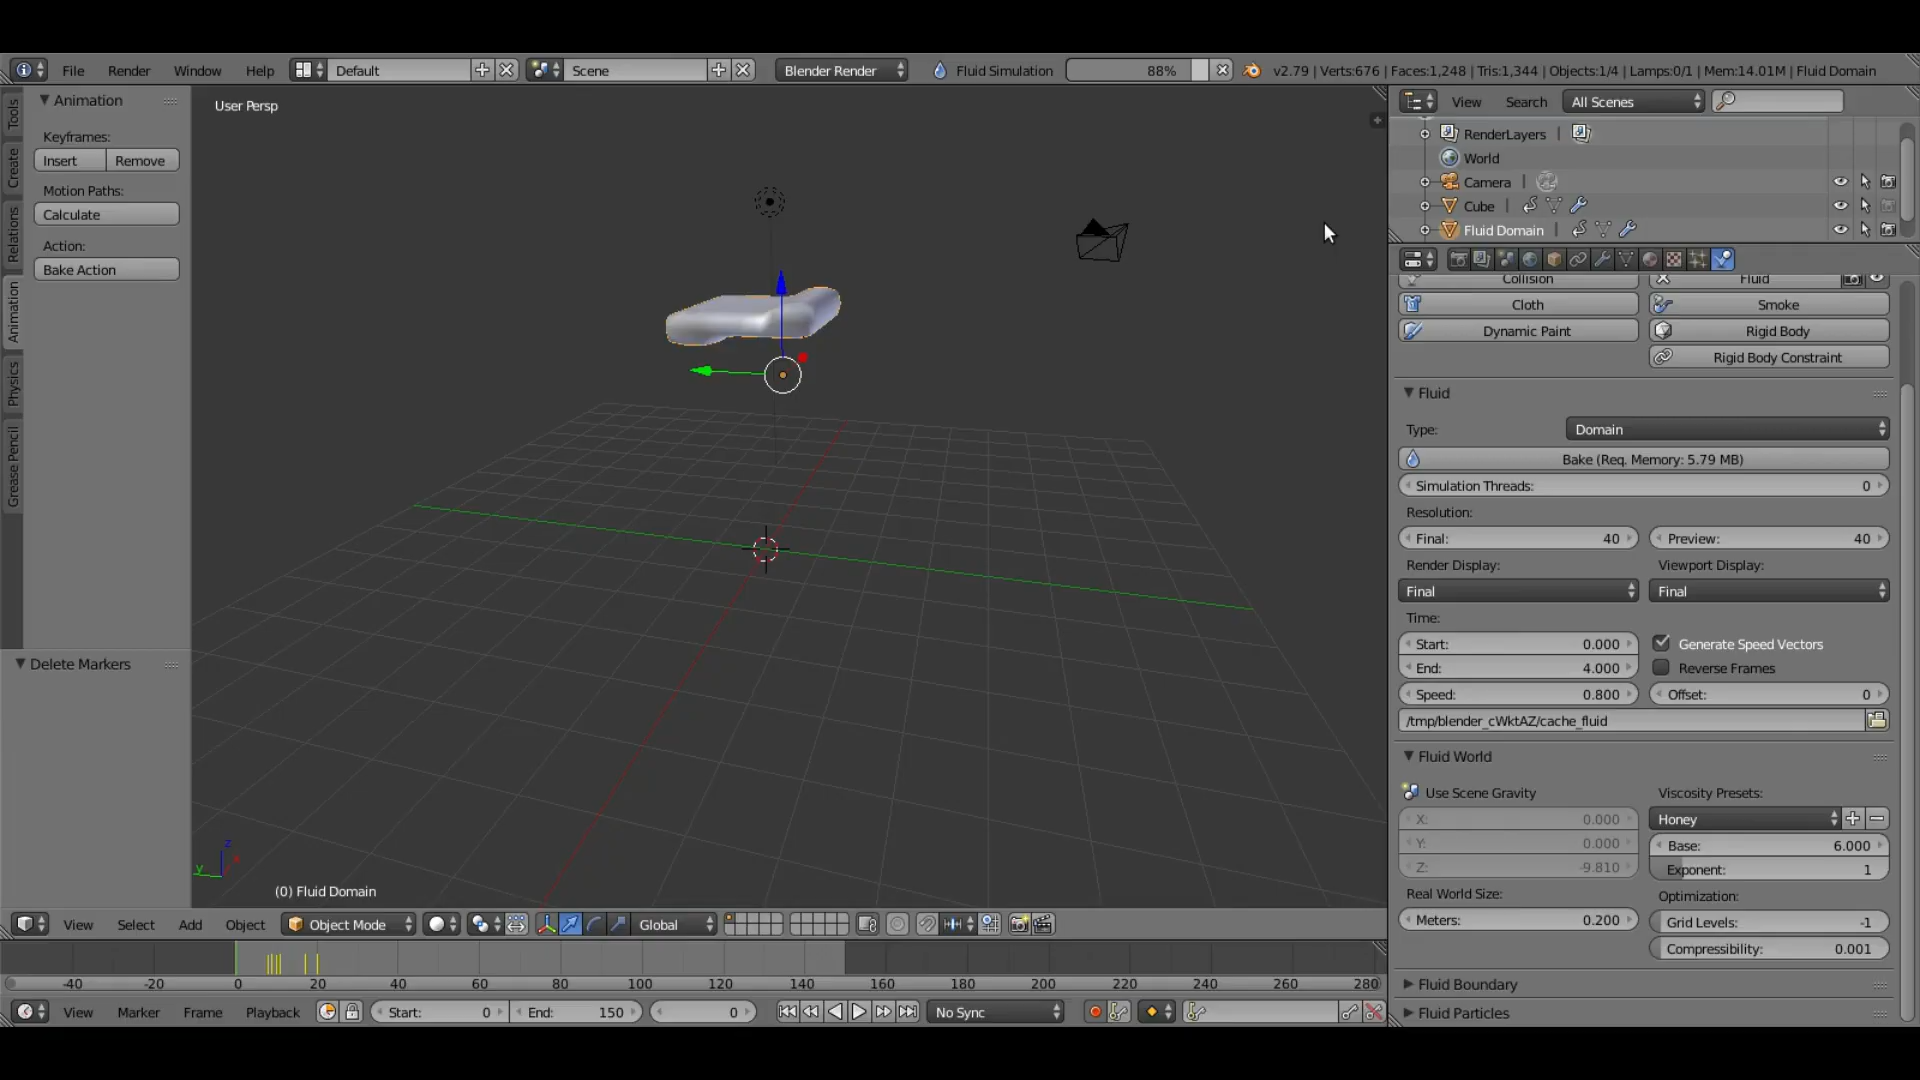 File Render Window Help Default Scene Blender Render Fluid Simulation 88% v2.79 | Verts:676 | Faces:1,248 | Tris:1,344 | Objects:1/4 | Lamps:0/1 | Mem:14.01M | Fluid Domain
Tools
Create
Relations
Animation
Physics
Grease Pencil
Animation
Keyframes:
Insert Remove
Motion Paths:
Calculate
Action:
Bake Action
Delete Markers
User Persp
z
y
(0) Fluid Domain
View Search All Scenes
RenderLayers |
World
Camera |
Cube |
Fluid Domain |
Collision Fluid
Cloth Smoke
Dynamic Paint Rigid Body
Rigid Body Constraint
Fluid
Type: Domain
Bake (Req. Memory: 5.79 MB)
Simulation Threads: 0
Resolution:
Final: 40 Preview: 40
Render Display: Viewport Display:
Final Final
Time:
Start: 0.000 Generate Speed Vectors
End: 4.000 Reverse Frames
Speed: 0.800 Offset: 0
/tmp/blender_cWktAZ/cache_fluid
Fluid World
Use Scene Gravity Viscosity Presets:
X: 0.000 Honey
Y: 0.000 Base: 6.000
Z: -9.810 Exponent: 1
Real World Size: Optimization:
Meters: 0.200 Grid Levels: -1
Compressibility: 0.001
Fluid Boundary
Fluid Particles
View Select Add Object Object Mode Global
-40 -20 0 20 40 60 80 100 120 140 160 180 200 220 240 260 280
View Marker Frame Playback Start: 0 End: 150 0 No Sync